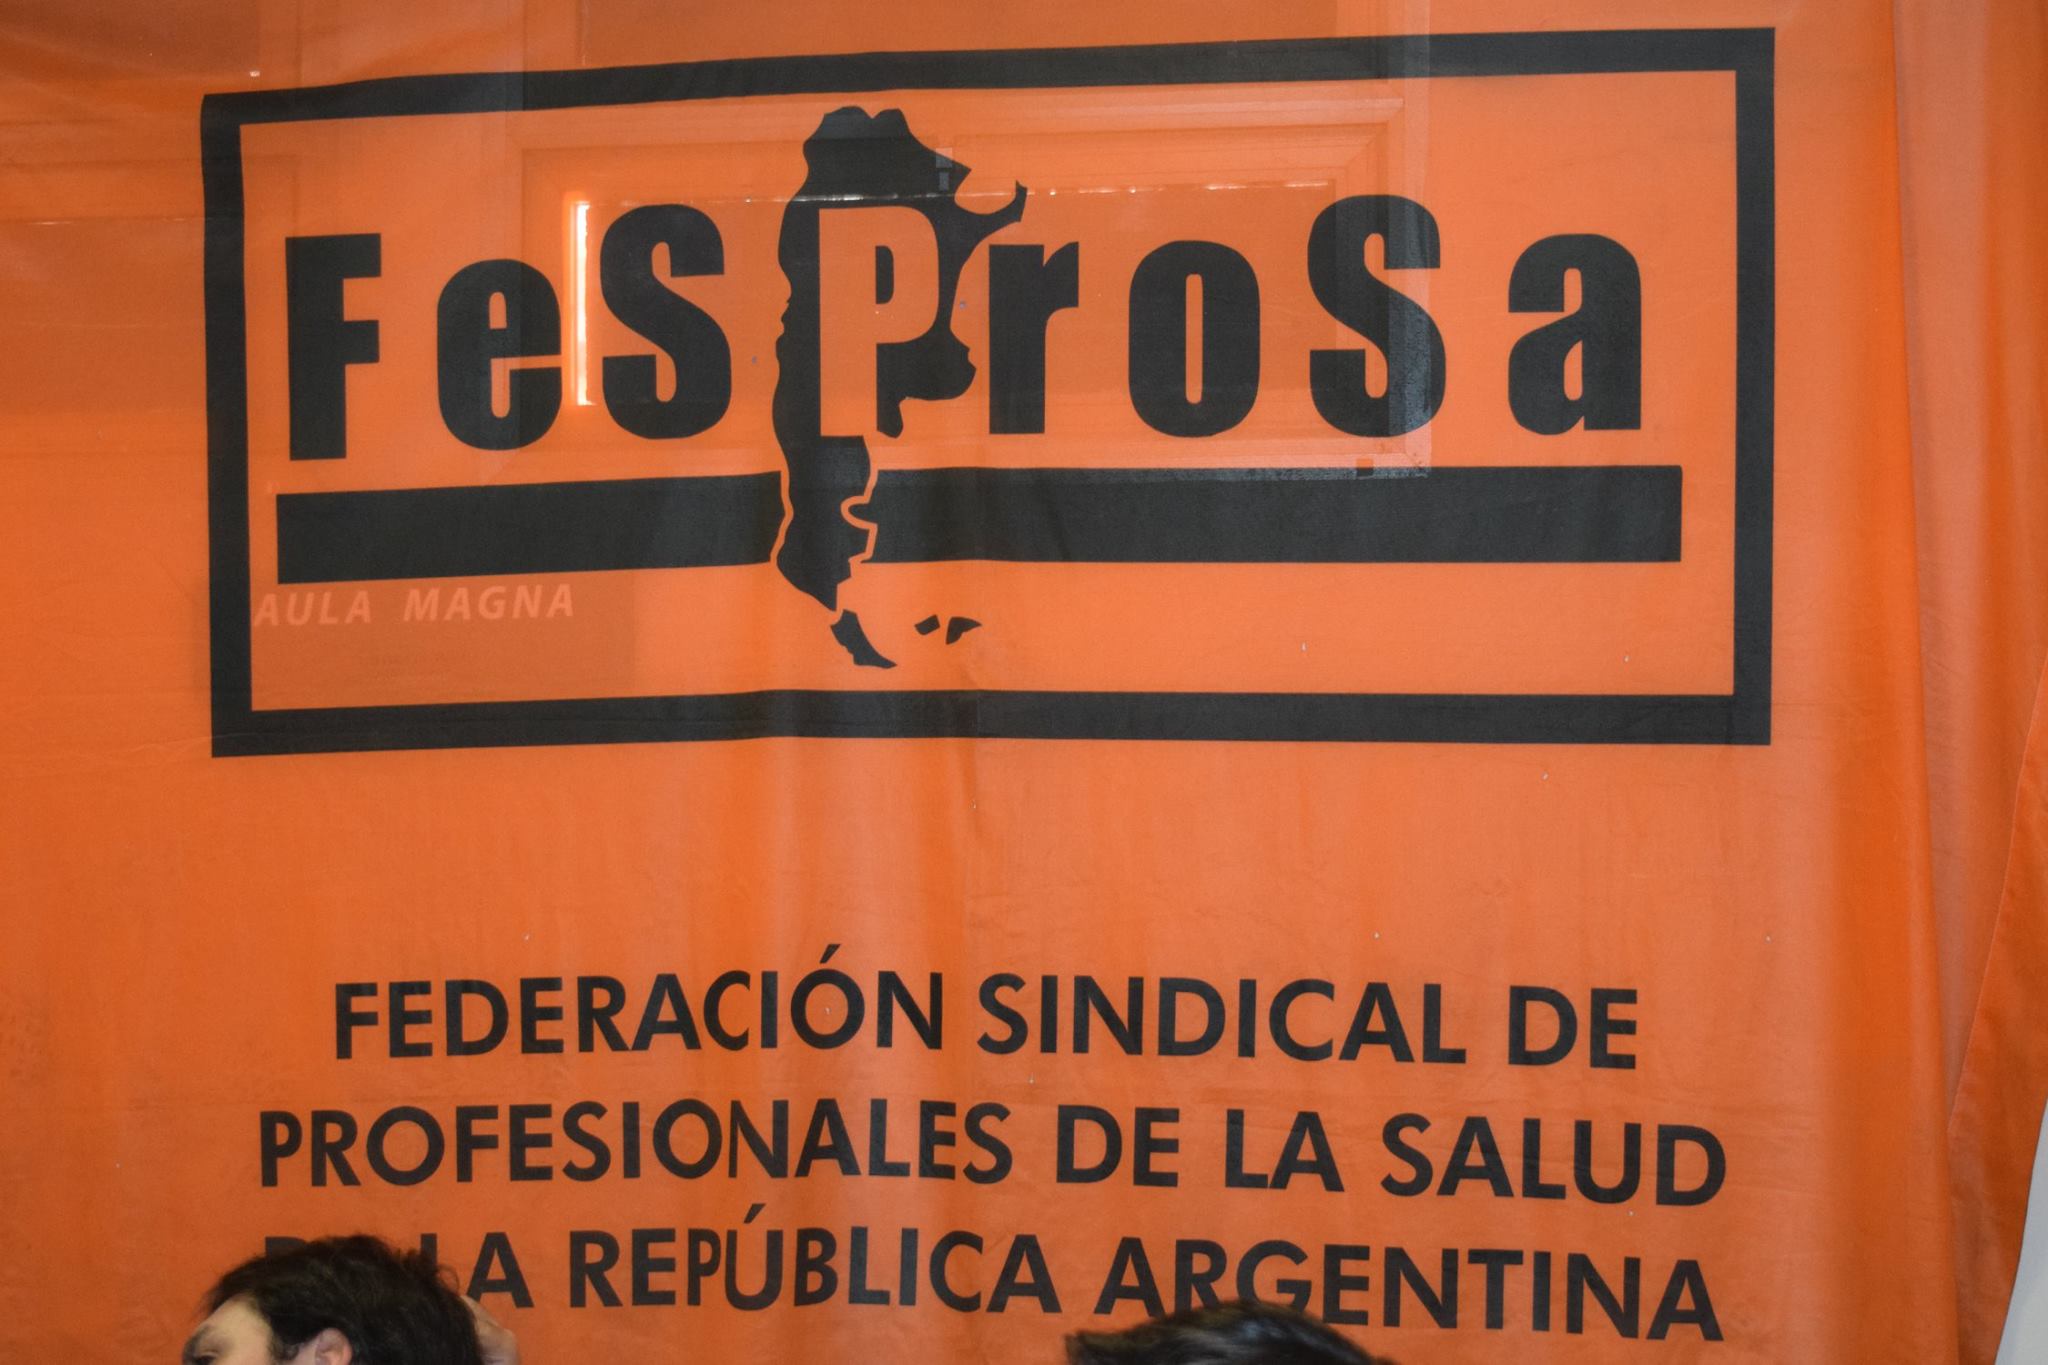 FeSProSa
AULA MAGNA
FEDERACIÓN SINDICAL DE
PROFESIONALES DE LA SALUD
LA REPÚBLICA ARGENTINA